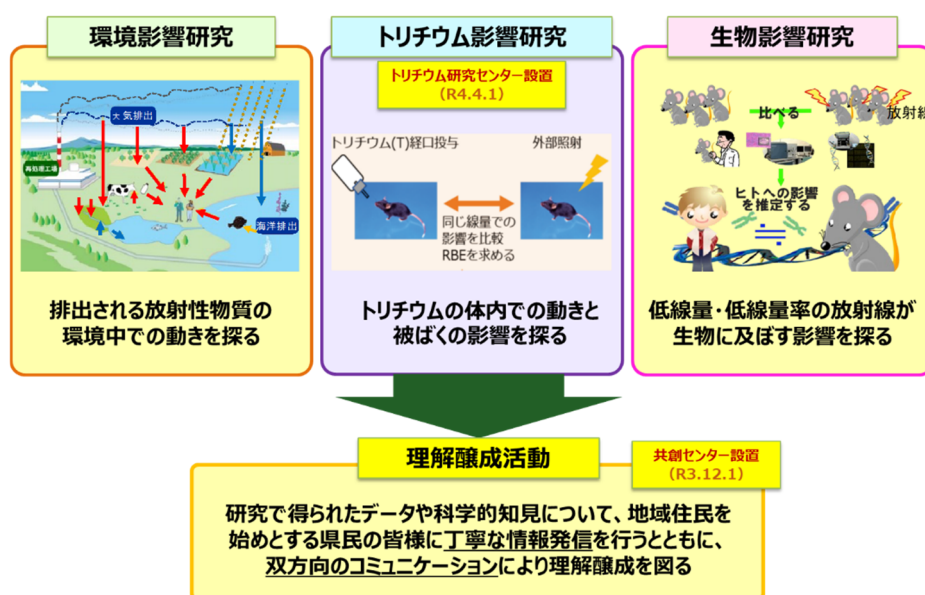 環境影響研究
大気排出
再処理工場
海洋排出
排出される放射性物質の
環境中での動きを探る
トリチウム影響研究
トリチウム研究センター設置
(R4.4.1)
トリチウム(T)経口投与
外部照射
同じ線量での
影響を比較
RBEを求める
トリチウムの体内での動きと
被ばくの影響を探る
生物影響研究
比べる
放射線
ヒトへの影響
を推定する
低線量・低線量率の放射線が
生物に及ぼす影響を探る
理解醸成活動
共創センター設置
(R3.12.1)
研究で得られたデータや科学的知見について、地域住民を
始めとする県民の皆様に丁寧な情報発信を行うとともに、
双方向のコミュニケーションにより理解醸成を図る